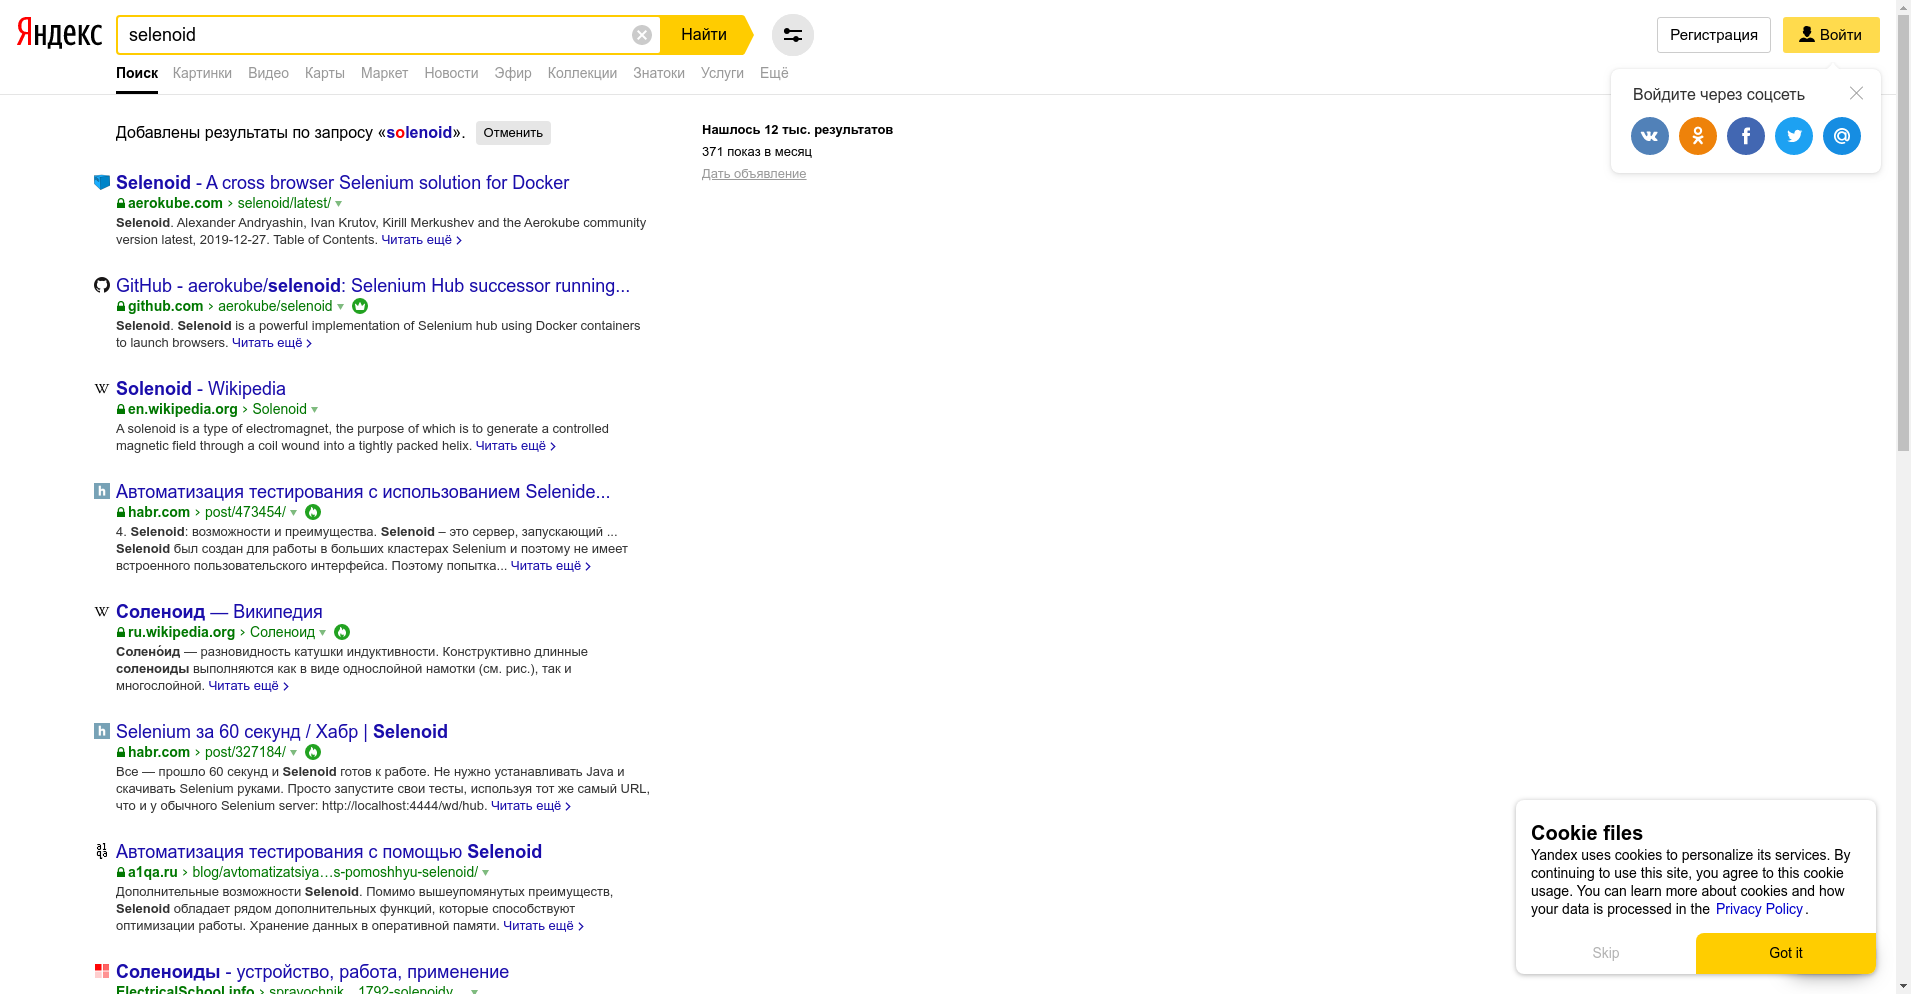 Яндекс
selenoid
Найти
Регистрация
Войти
Поиск Картинки Видео Карты Маркет Новости Эфир Коллекции Знатоки Услуги Ещё
Войдите через соцсеть
Добавлены результаты по запросу «solenoid». Отменить
Нашлось 12 тыс. результатов
371 показ в месяц
Дать объявление
Selenoid - A cross browser Selenium solution for Docker
aerokube.com › selenoid/latest/
Selenoid. Alexander Andryashin, Ivan Krutov, Kirill Merkushev and the Aerokube community
version latest, 2019-12-27. Table of Contents. Читать ещё ›
GitHub - aerokube/selenoid: Selenium Hub successor running...
github.com › aerokube/selenoid
Selenoid. Selenoid is a powerful implementation of Selenium hub using Docker containers
to launch browsers. Читать ещё ›
W
Solenoid - Wikipedia
en.wikipedia.org › Solenoid
A solenoid is a type of electromagnet, the purpose of which is to generate a controlled
magnetic field through a coil wound into a tightly packed helix. Читать ещё ›
h
Автоматизация тестирования с использованием Selenide...
habr.com › post/473454/
4. Selenoid: возможности и преимущества. Selenoid – это сервер, запускающий ...
Selenoid был создан для работы в больших кластерах Selenium и поэтому не имеет
встроенного пользовательского интерфейса. Поэтому попытка... Читать ещё ›
W
Соленоид — Википедия
ru.wikipedia.org › Соленоид
Солено́ид — разновидность катушки индуктивности. Конструктивно длинные
соленоиды выполняются как в виде однослойной намотки (см. рис.), так и
многослойной. Читать ещё ›
h
Selenium за 60 секунд / Хабр | Selenoid
habr.com › post/327184/
Все — прошло 60 секунд и Selenoid готов к работе. Не нужно устанавливать Java и
скачивать Selenium руками. Просто запустите свои тесты, используя тот же самый URL,
что и у обычного Selenium server: http://localhost:4444/wd/hub. Читать ещё ›
a1
qa
Автоматизация тестирования с помощью Selenoid
a1qa.ru › blog/avtomatizatsiya…s-pomoshhyu-selenoid/
Дополнительные возможности Selenoid. Помимо вышеупомянутых преимуществ,
Selenoid обладает рядом дополнительных функций, которые способствуют
оптимизации работы. Хранение данных в оперативной памяти. Читать ещё ›
Соленоиды - устройство, работа, применение
ElectricalSchool.info › spravochnik…1792-solenoidy…
Cookie files
Yandex uses cookies to personalize its services. By
continuing to use this site, you agree to this cookie
usage. You can learn more about cookies and how
your data is processed in the Privacy Policy.
Skip
Got it